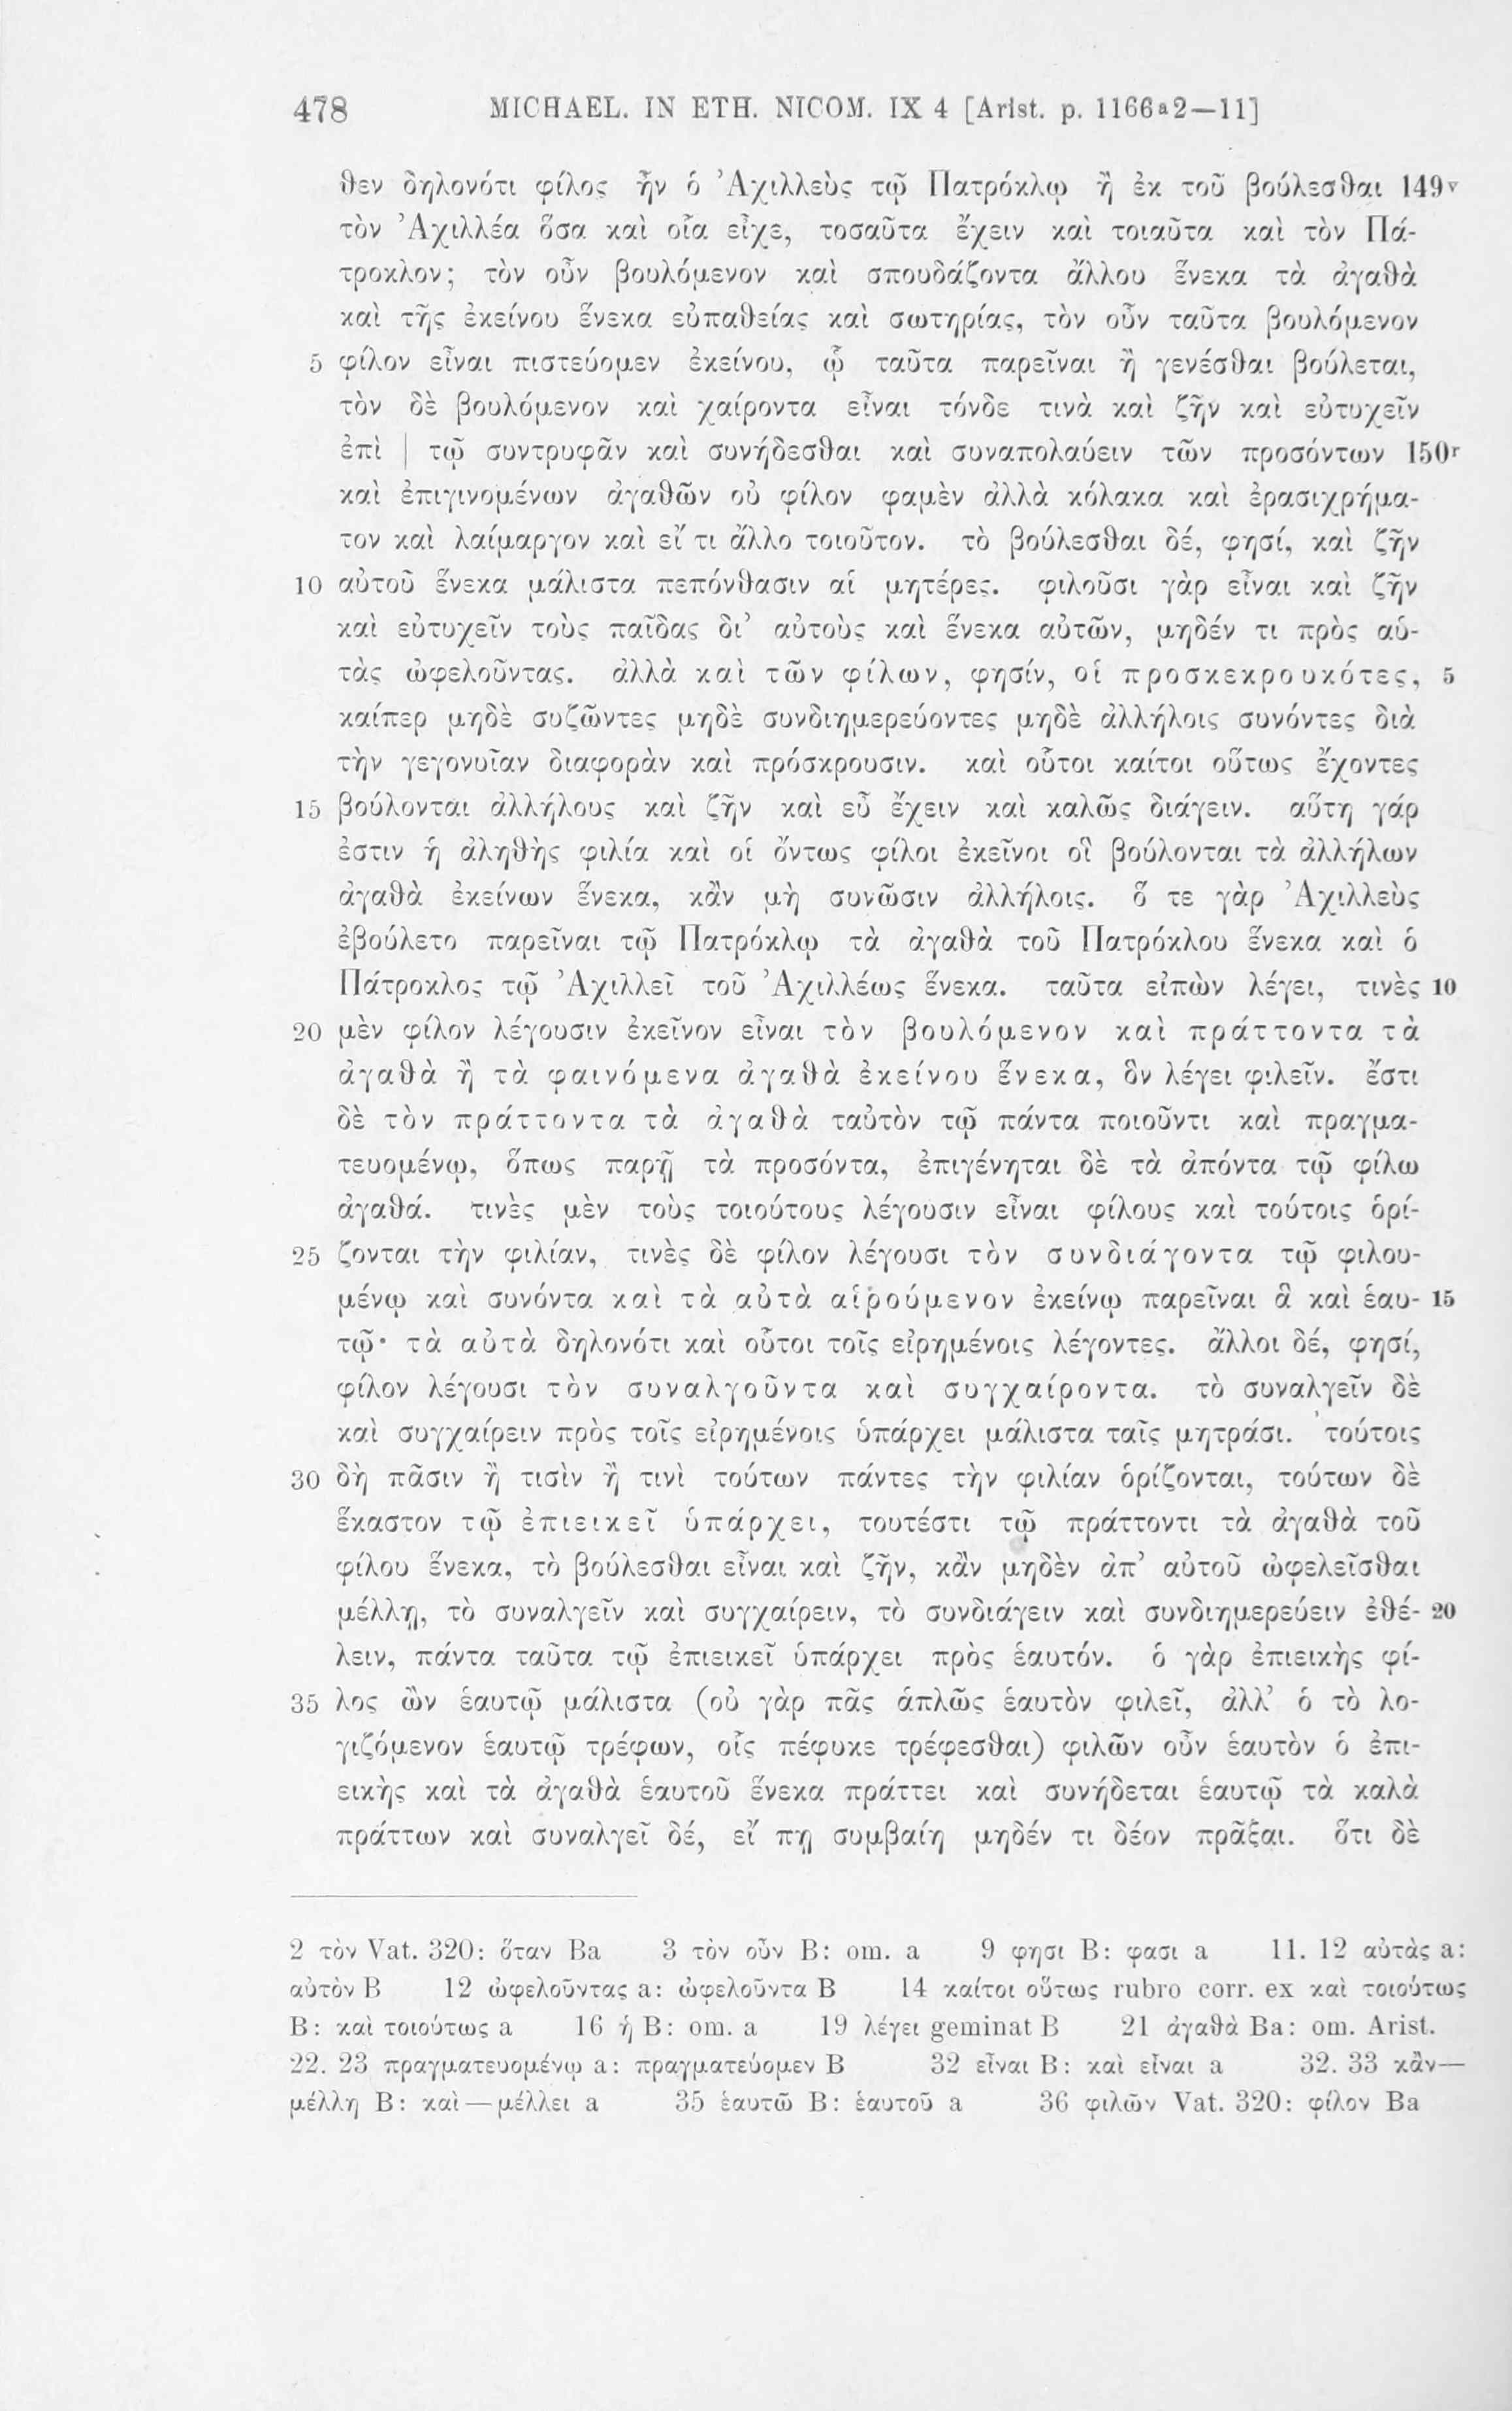 478 MICHAEL. IN ETH. NICOM. IX 4 [Arist. p. 1166ᵃ2—11]
θεν δηλονότι φίλος ἦν ὁ Ἀχιλλεὺς τῷ Πατρόκλῳ ἢ ἐκ τοῦ βούλεσθαι 149ᵛ
τὸν Ἀχιλλέα ὅσα καὶ οἷα εἶχε, τοσαῦτα ἔχειν καὶ τοιαῦτα καὶ τὸν Πά-
τροκλον; τὸν οὖν βουλόμενον καὶ σπουδάζοντα ἄλλου ἕνεκα τὰ ἀγαθὰ
καὶ τῆς ἐκείνου ἕνεκα εὐπαθείας καὶ σωτηρίας, τὸν οὖν ταῦτα βουλόμενον
5 φίλον εἶναι πιστεύομεν ἐκείνου, ᾧ ταῦτα παρεῖναι ἢ γενέσθαι βούλεται,
τὸν δὲ βουλόμενον καὶ χαίροντα εἶναι τόνδε τινὰ καὶ ζῆν καὶ εὐτυχεῖν
ἐπὶ | τῷ συντρυφᾶν καὶ συνήδεσθαι καὶ συναπολαύειν τῶν προσόντων 150ʳ
καὶ ἐπιγινομένων ἀγαθῶν οὐ φίλον φαμὲν ἀλλὰ κόλακα καὶ ἐρασιχρήμα-
τον καὶ λαίμαργον καὶ εἴ τι ἄλλο τοιοῦτον. τὸ βούλεσθαι δέ, φησί, καὶ ζῆν
10 αὐτοῦ ἕνεκα μάλιστα πεπόνθασιν αἱ μητέρες. φιλοῦσι γὰρ εἶναι καὶ ζῆν
καὶ εὐτυχεῖν τοὺς παῖδας δι’ αὐτοὺς καὶ ἕνεκα αὐτῶν, μηδέν τι πρὸς αὑ-
τὰς ὠφελοῦντας. ἀλλὰ καὶ τῶν φίλων, φησίν, οἱ προσκεκρουκότες, 5
καίπερ μηδὲ συζῶντες μηδὲ συνδιημερεύοντες μηδὲ ἀλλήλοις συνόντες διὰ
τὴν γεγονυῖαν διαφορὰν καὶ πρόσκρουσιν. καὶ οὗτοι καίτοι οὕτως ἔχοντες
15 βούλονται ἀλλήλους καὶ ζῆν καὶ εὖ ἔχειν καὶ καλῶς διάγειν. αὕτη γάρ
ἐστιν ἡ ἀληθὴς φιλία καὶ οἱ ὄντως φίλοι ἐκεῖνοι οἳ βούλονται τὰ ἀλλήλων
ἀγαθὰ ἐκείνων ἕνεκα, κἂν μὴ συνῶσιν ἀλλήλοις. ὅ τε γὰρ Ἀχιλλεὺς
ἐβούλετο παρεῖναι τῷ Πατρόκλῳ τὰ ἀγαθὰ τοῦ Πατρόκλου ἕνεκα καὶ ὁ
Πάτροκλος τῷ Ἀχιλλεῖ τοῦ Ἀχιλλέως ἕνεκα. ταῦτα εἰπὼν λέγει, τινὲς 10
20 μὲν φίλον λέγουσιν ἐκεῖνον εἶναι τὸν βουλόμενον καὶ πράττοντα τὰ
ἀγαθὰ ἢ τὰ φαινόμενα ἀγαθὰ ἐκείνου ἕνεκα, ὃν λέγει φιλεῖν. ἔστι
δὲ τὸν πράττοντα τὰ ἀγαθὰ ταὐτὸν τῷ πάντα ποιοῦντι καὶ πραγμα-
τευομένῳ, ὅπως παρῇ τὰ προσόντα, ἐπιγένηται δὲ τὰ ἀπόντα τῷ φίλω
ἀγαθά. τινὲς μὲν τοὺς τοιούτους λέγουσιν εἶναι φίλους καὶ τούτοις ὁρί-
25 ζονται τὴν φιλίαν, τινὲς δὲ φίλον λέγουσι τὸν συνδιάγοντα τῷ φιλου-
μένῳ καὶ συνόντα καὶ τὰ αὐτὰ αἱρούμενον ἐκείνῳ παρεῖναι ἃ καὶ ἑαυ- 15
τῷ· τὰ αὐτὰ δηλονότι καὶ οὗτοι τοῖς εἰρημένοις λέγοντες. ἄλλοι δέ, φησί,
φίλον λέγουσι τὸν συναλγοῦντα καὶ συγχαίροντα. τὸ συναλγεῖν δὲ
καὶ συγχαίρειν πρὸς τοῖς εἰρημένοις ὑπάρχει μάλιστα ταῖς μητράσι. τούτοις
30 δὴ πᾶσιν ἢ τισὶν ἢ τινὶ τούτων πάντες τὴν φιλίαν ὁρίζονται, τούτων δὲ
ἕκαστον τῷ ἐπιεικεῖ ὑπάρχει, τουτέστι τῷ πράττοντι τὰ ἀγαθὰ τοῦ
φίλου ἕνεκα, τὸ βούλεσθαι εἶναι καὶ ζῆν, κἂν μηδὲν ἀπ’ αὐτοῦ ὠφελεῖσθαι
μέλλῃ, τὸ συναλγεῖν καὶ συγχαίρειν, τὸ συνδιάγειν καὶ συνδιημερεύειν ἐθέ- 20
λειν, πάντα ταῦτα τῷ ἐπιεικεῖ ὑπάρχει πρὸς ἑαυτόν. ὁ γὰρ ἐπιεικὴς φί-
35 λος ὢν ἑαυτῷ μάλιστα (οὐ γὰρ πᾶς ἁπλῶς ἑαυτὸν φιλεῖ, ἀλλ’ ὁ τὸ λο-
γιζόμενον ἑαυτῷ τρέφων, οἷς πέφυκε τρέφεσθαι) φιλῶν οὖν ἑαυτὸν ὁ ἐπι-
εικὴς καὶ τὰ ἀγαθὰ ἑαυτοῦ ἕνεκα πράττει καὶ συνήδεται ἑαυτῷ τὰ καλὰ
πράττων καὶ συναλγεῖ δέ, εἴ πῃ συμβαίη μηδέν τι δέον πρᾶξαι. ὅτι δὲ
2 τὸν Vat. 320: ὅταν Ba 3 τὸν οὖν B: om. a 9 φησι B: φασι a 11. 12 αὐτὰς a:
αὐτὸν B 12 ὠφελοῦντας a: ὠφελοῦντα B 14 καίτοι οὕτως rubro corr. ex καὶ τοιούτως
B: καὶ τοιούτως a 16 ἡ B: om. a 19 λέγει geminat B 21 ἀγαθὰ Ba: om. Arist.
22. 23 πραγματευομένῳ a: πραγματεύομεν B 32 εἶναι B: καὶ εἶναι a 32. 33 κἂν—
μέλλη B: καὶ—μέλλει a 35 ἑαυτῶ B: ἑαυτοῦ a 36 φιλῶν Vat. 320: φίλον Ba